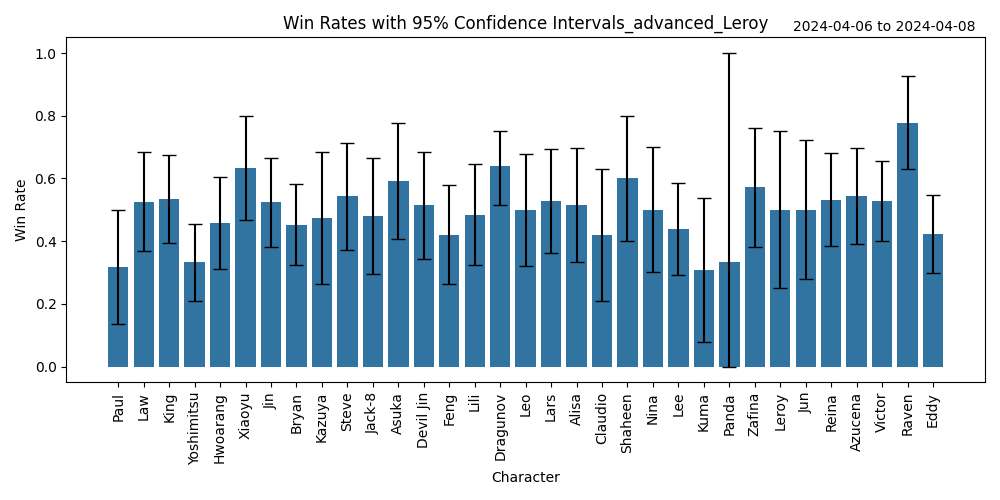 Win Rates with 95% Confidence Intervals_advanced_Leroy
2024-04-06 to 2024-04-08
1.0
0.8
0.6
0.4
0.2
0.0
Win Rate
Paul
Law
King
Yoshimitsu
Hwoarang
Xiaoyu
Jin
Bryan
Kazuya
Steve
Jack-8
Asuka
Devil Jin
Feng
Lili
Dragunov
Leo
Lars
Alisa
Claudio
Shaheen
Nina
Lee
Kuma
Panda
Zafina
Leroy
Jun
Reina
Azucena
Victor
Raven
Eddy
Character